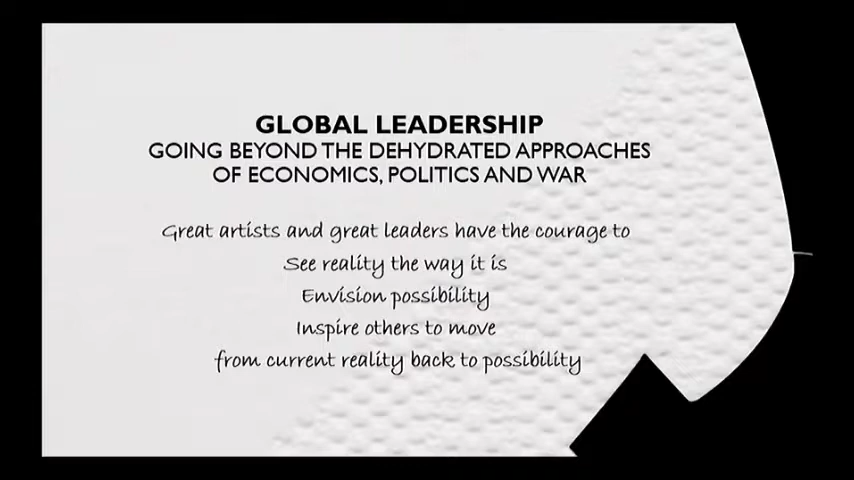 GLOBAL LEADERSHIP
GOING BEYOND THE DEHYDRATED APPROACHES
OF ECONOMICS, POLITICS AND WAR
Great artists and great leaders have the courage to
See reality the way it is
Envision possibility
Inspire others to move
from current reality back to possibility